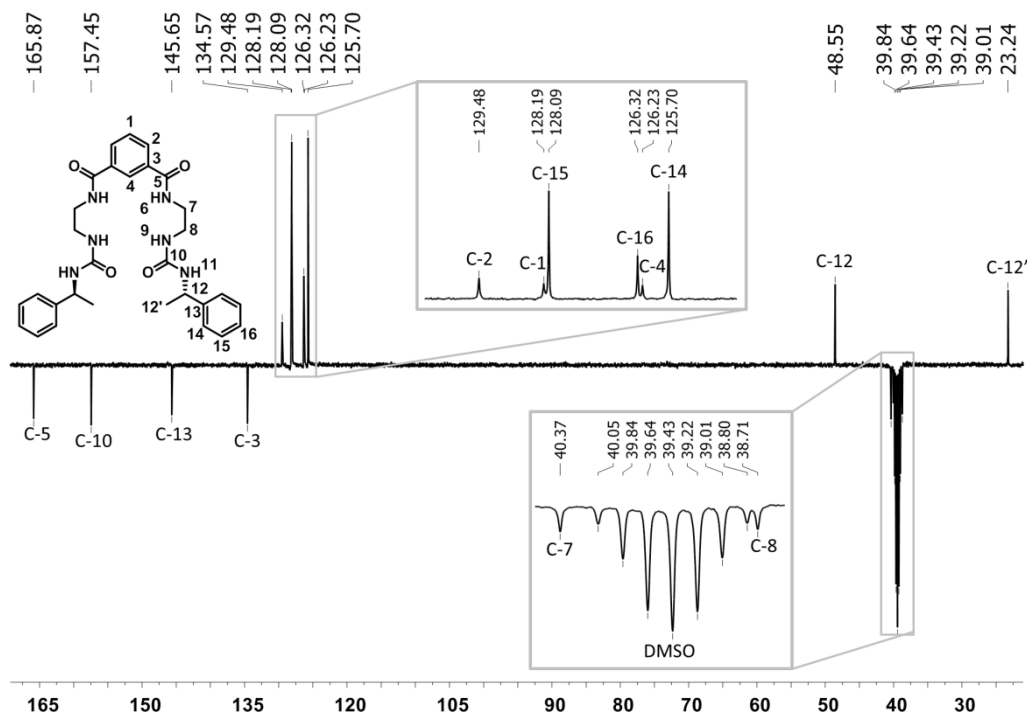 165.87
157.45
145.65
134.57
129.48
128.19
128.09
126.32
126.23
125.70
48.55
39.84
39.64
39.43
39.22
39.01
23.24
129.48
128.19
128.09
126.32
126.23
125.70
C-15
C-14
C-16
C-2
C-1
C-4
1
2
3
4
O
O
5
NH
HN
6
7
9
8
NH
HN
10
NH
O
O
HN
11
12
12'
13
14
15
16
C-12
C-12'
C-5
C-10
C-13
C-3
40.37
40.05
39.84
39.64
39.43
39.22
39.01
38.80
38.71
C-7
C-8
DMSO
165 150 135 120 110 100 90 80 70 60 50 40 30